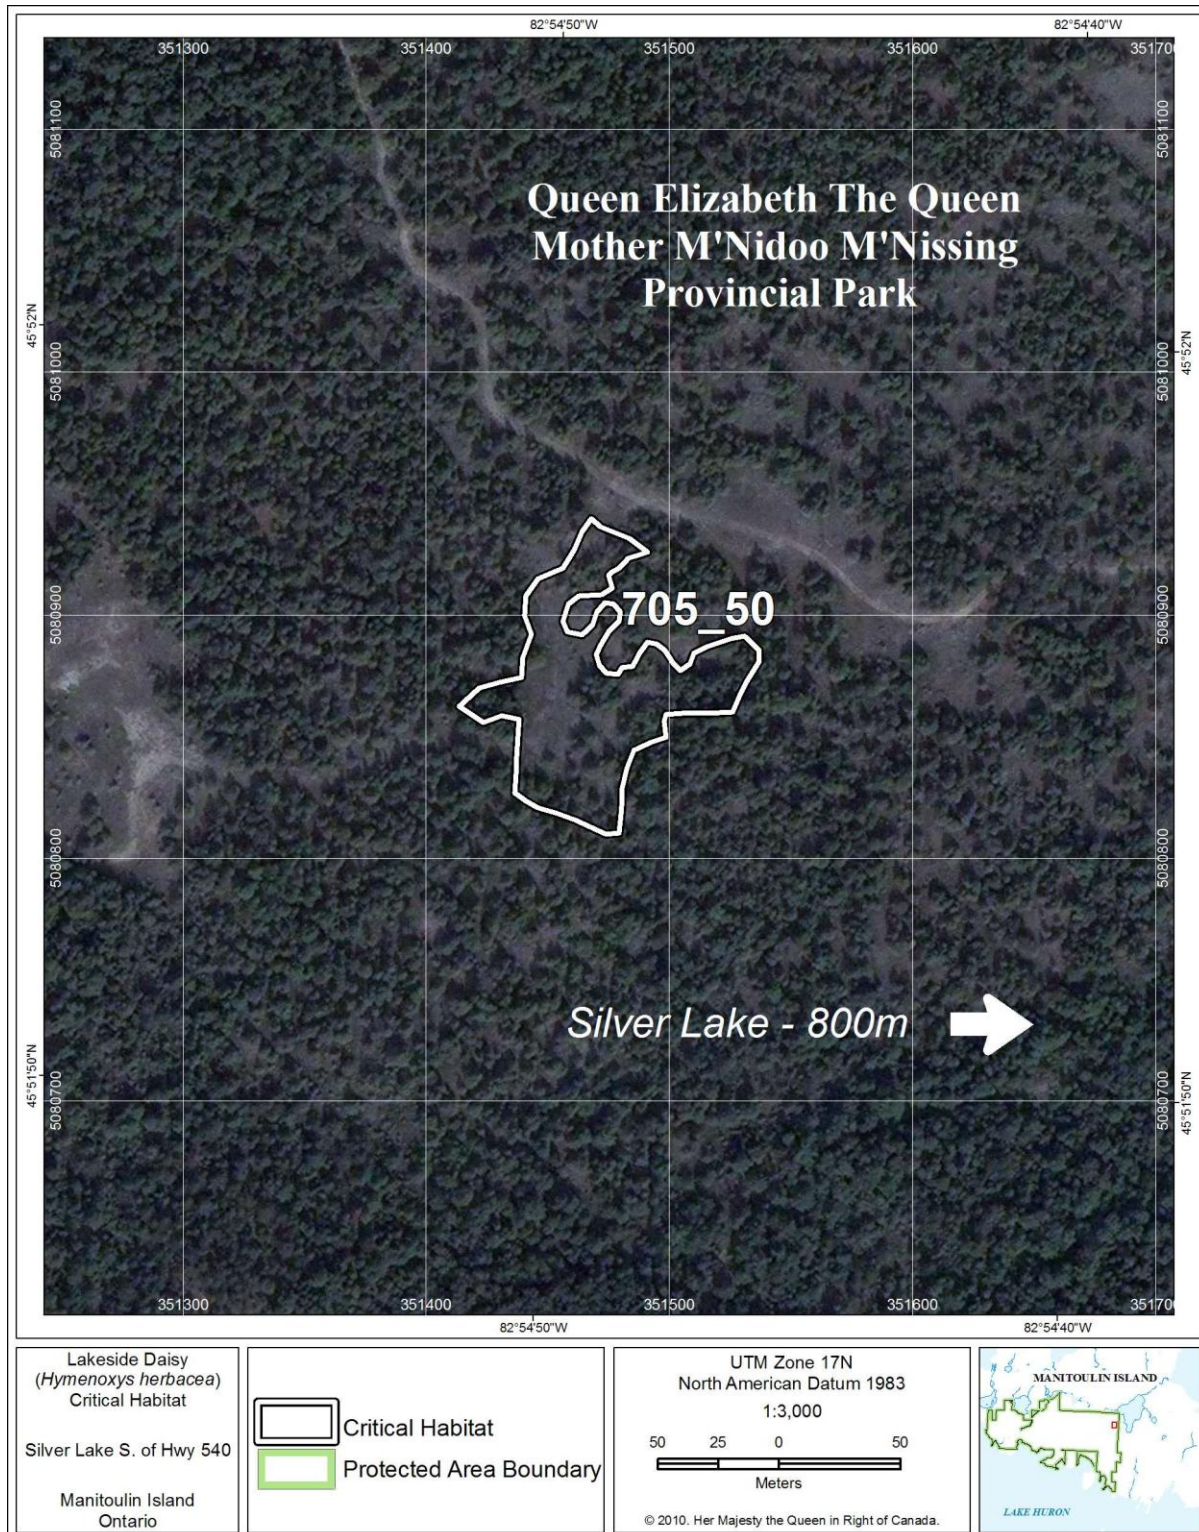 82°54'50"W
82°54'40"W
351300
351400
351500
351600
351700
5081100
5081100
Queen Elizabeth The Queen
Mother M'Nidoo M'Nissing
Provincial Park
45°52'N
45°52'N
5081000
5081000
5080900
5080900
705_50
5080800
5080800
Silver Lake - 800m
45°51'50"N
45°51'50"N
5080700
5080700
351300
351400
351500
351600
351700
82°54'50"W
82°54'40"W
Lakeside Daisy
(Hymenoxys herbacea)
Critical Habitat
Silver Lake S. of Hwy 540
Manitoulin Island
Ontario
Critical Habitat
Protected Area Boundary
UTM Zone 17N
North American Datum 1983
1:3,000
50 25 0 50
Meters
© 2010. Her Majesty the Queen in Right of Canada.
MANITOULIN ISLAND
LAKE HURON